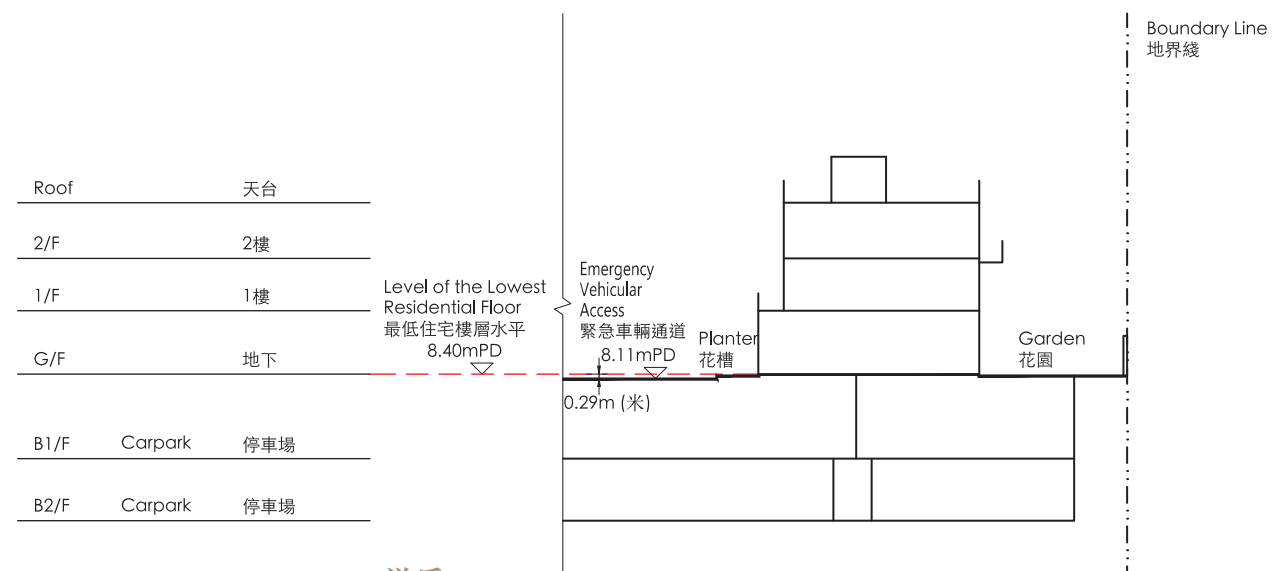 Boundary Line
地界綫
Roof 天台
2/F 2樓
1/F 1樓
G/F 地下
B1/F Carpark 停車場
B2/F Carpark 停車場
Level of the Lowest
Residential Floor
最低住宅樓層水平
8.40mPD
Emergency
Vehicular
Access
緊急車輛通道
8.11mPD
0.29m (米)
Planter
花槽
Garden
花園